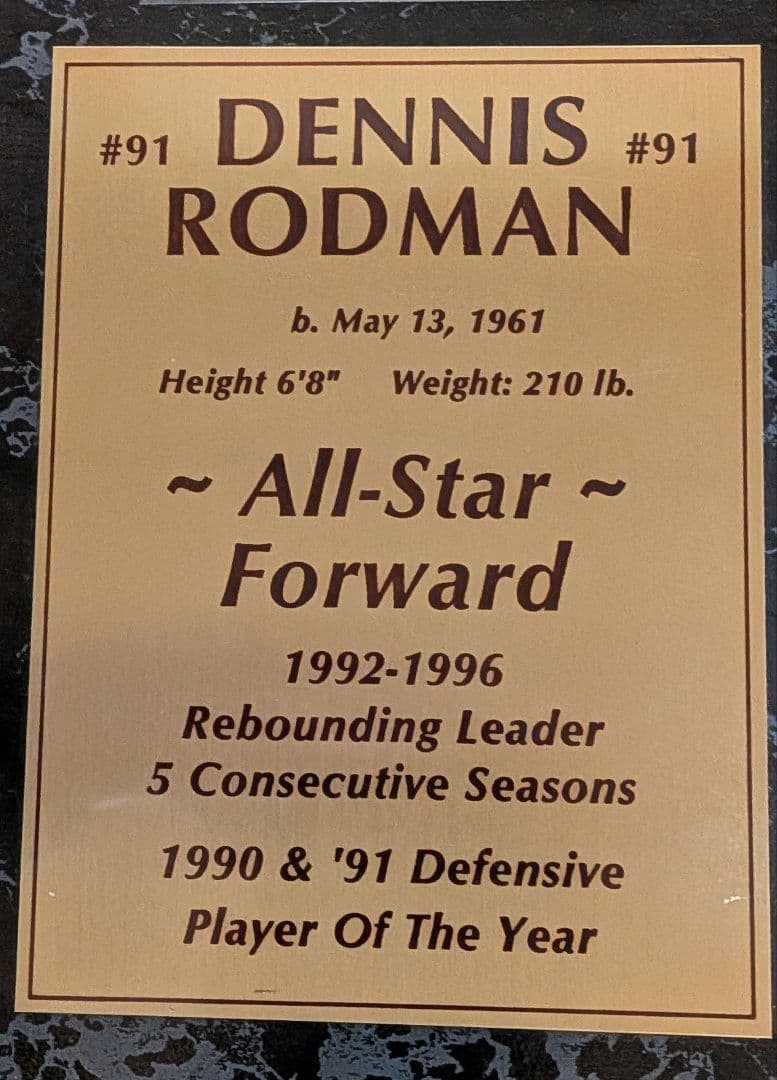 #91 DENNIS #91
RODMAN
b. May 13, 1961
Height 6'8" Weight: 210 lb.
~ All-Star ~
Forward
1992-1996
Rebounding Leader
5 Consecutive Seasons
1990 & '91 Defensive
Player Of The Year